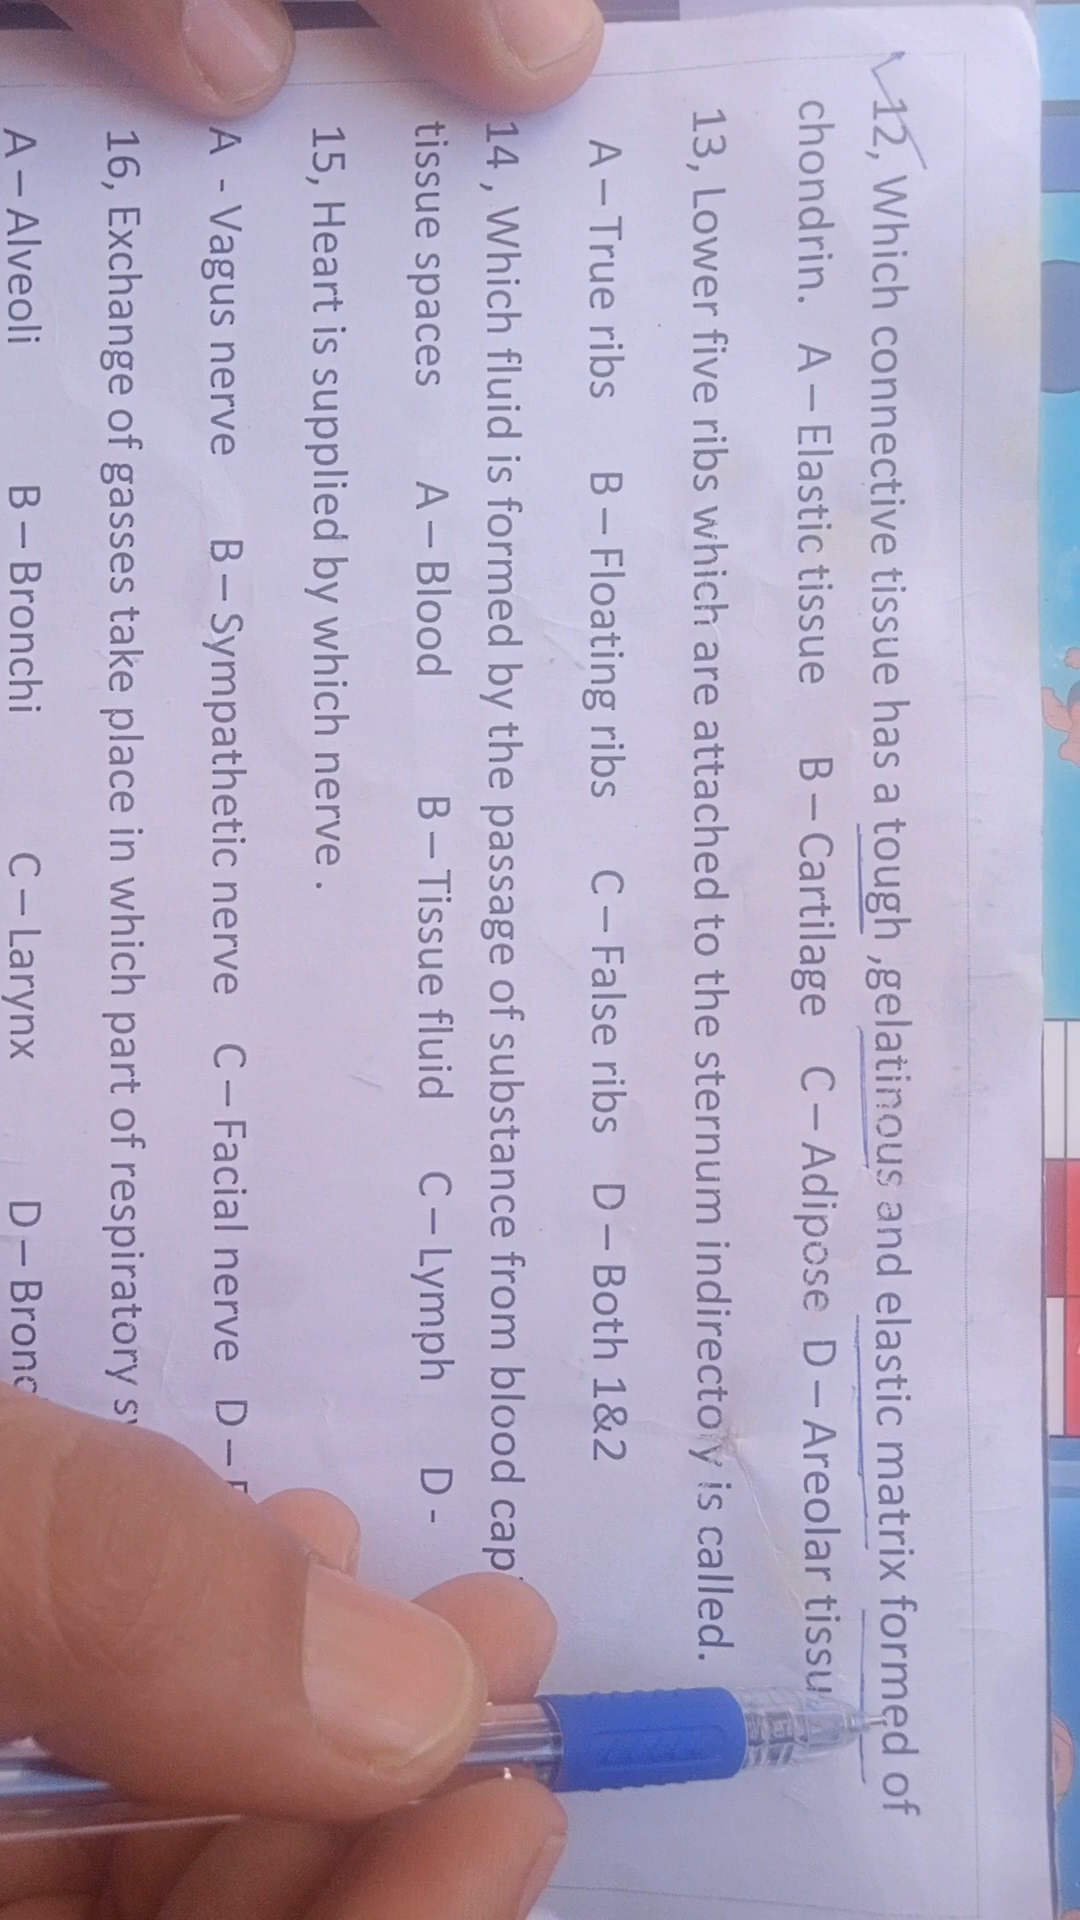 12, Which connective tissue has a tough ,gelatinous and elastic matrix formed of
chondrin. A – Elastic tissue B – Cartilage C – Adipose D – Areolar tissu
13, Lower five ribs which are attached to the sternum indirectoy is called.
A – True ribs B – Floating ribs C – False ribs D – Both 1&2
14 , Which fluid is formed by the passage of substance from blood cap
tissue spaces A – Blood B – Tissue fluid C – Lymph D -
15, Heart is supplied by which nerve .
A - Vagus nerve B – Sympathetic nerve C – Facial nerve D –
16, Exchange of gasses take place in which part of respiratory
A – Alveoli B – Bronchi C – Larynx D – Bronc